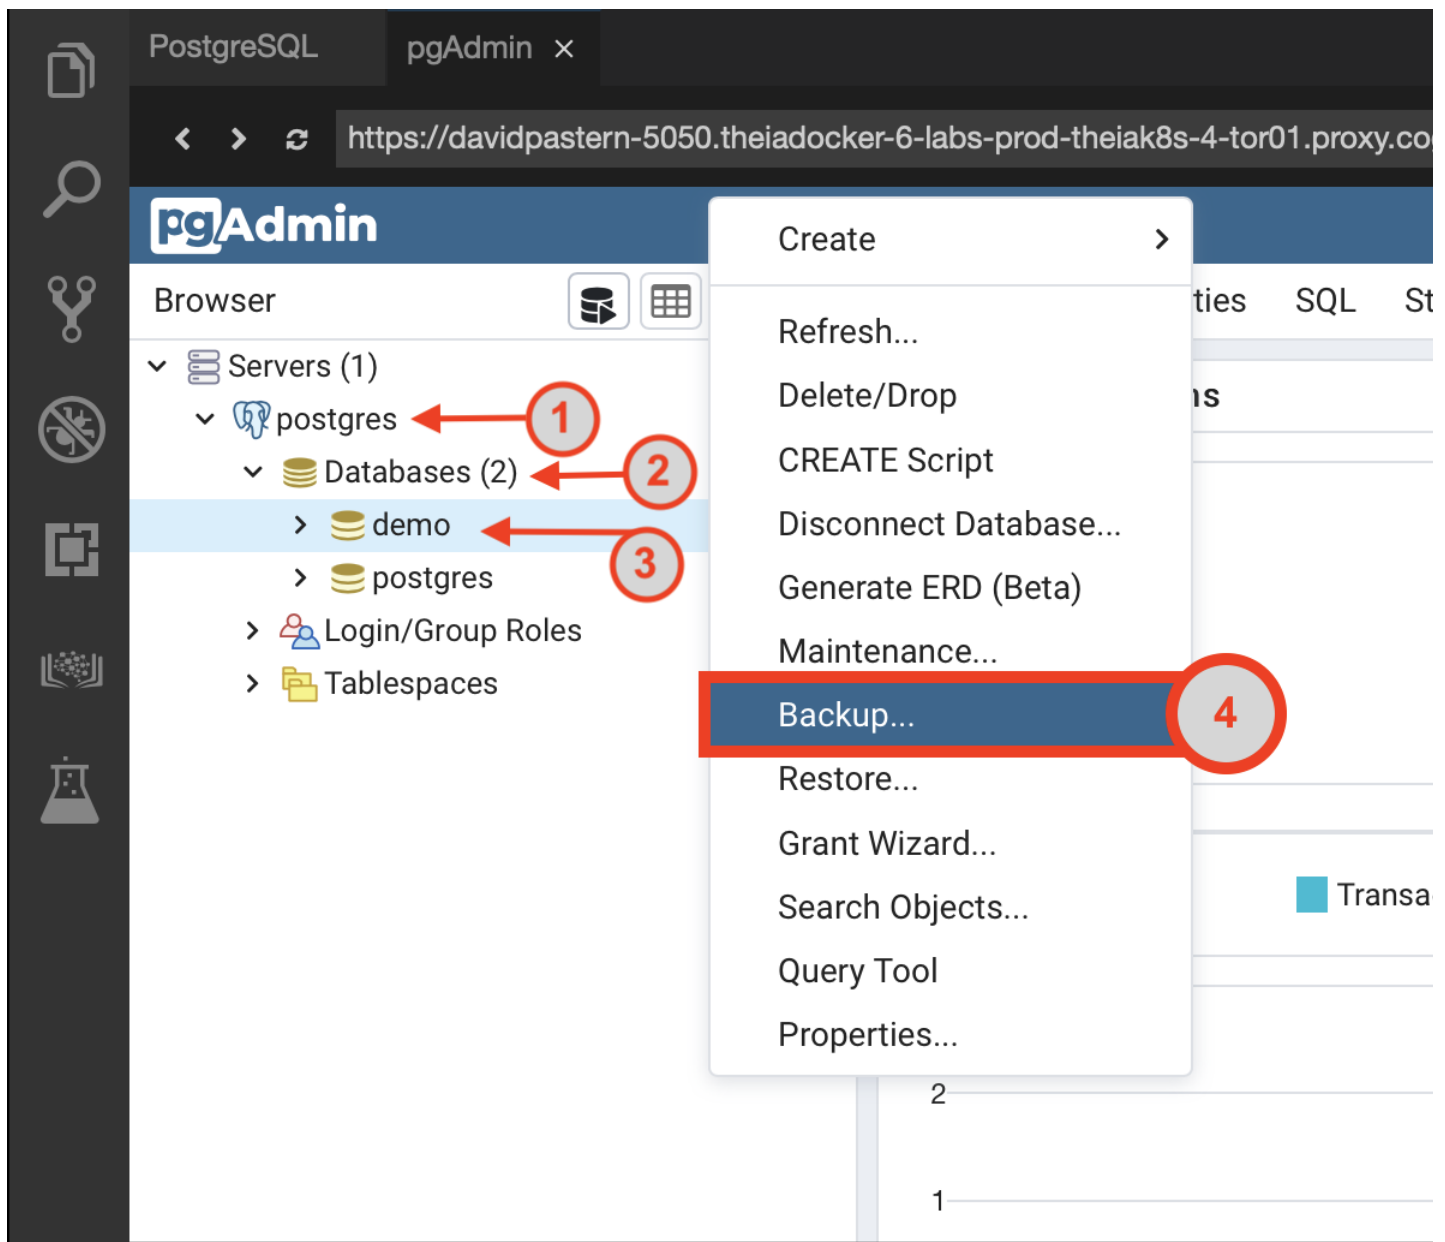 PostgreSQL
pgAdmin ×
https://davidpastern-5050.theiadocker-6-labs-prod-theiak8s-4-tor01.proxy.co
pgAdmin
Browser
ties SQL St
Servers (1)
postgres
1
Databases (2)
2
demo
3
postgres
Login/Group Roles
Tablespaces
Create
Refresh...
Delete/Drop
CREATE Script
Disconnect Database...
Generate ERD (Beta)
Maintenance...
Backup...
4
Restore...
Grant Wizard...
Search Objects...
Query Tool
Properties...
Transa
2
1